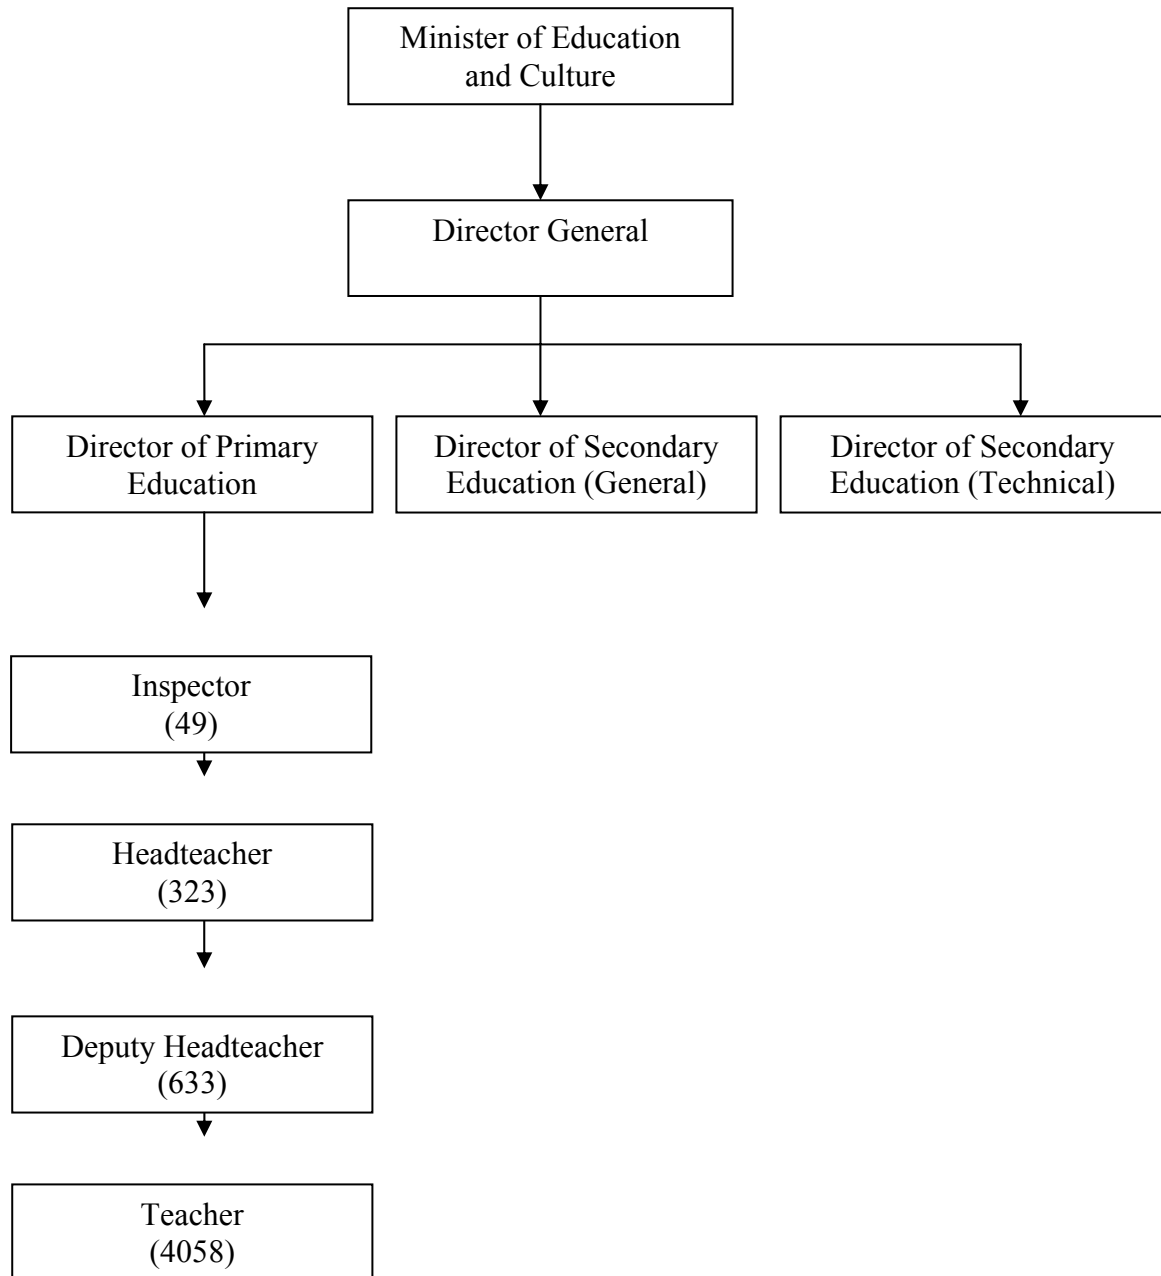 Minister of Education
and Culture
Director General
Director of Primary
Education
Director of Secondary
Education (General)
Director of Secondary
Education (Technical)
Inspector
(49)
Headteacher
(323)
Deputy Headteacher
(633)
Teacher
(4058)